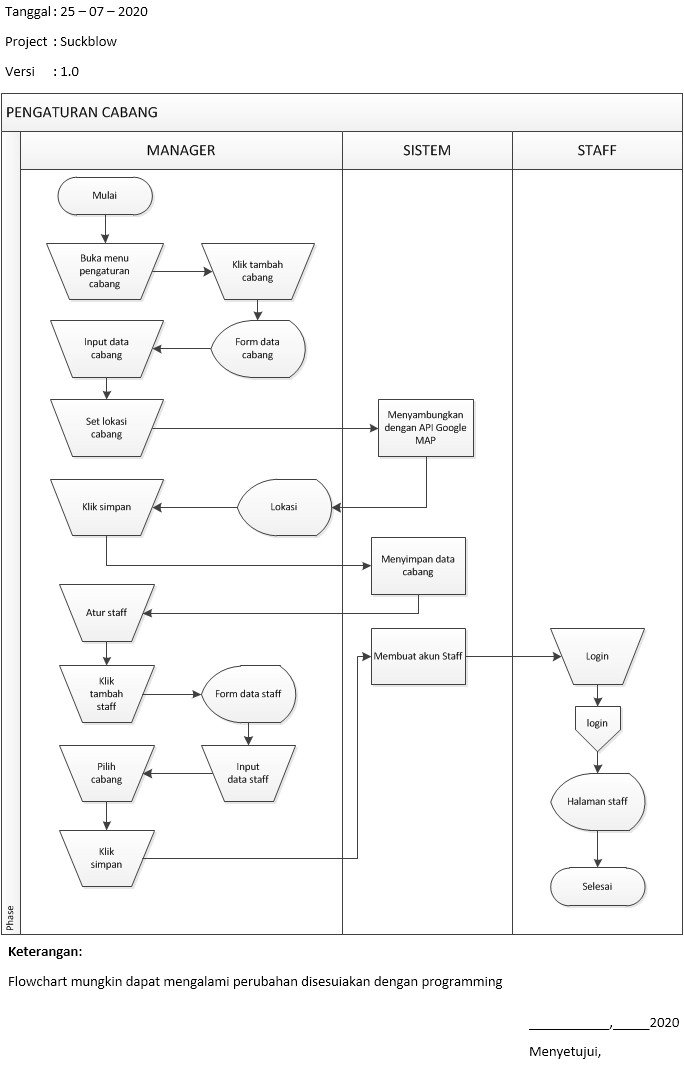 Tanggal : 25 – 07 – 2020
Project : Suckblow
Versi : 1.0
PENGATURAN CABANG
MANAGER
SISTEM
STAFF
Mulai
Buka menu
pengaturan
cabang
Klik tambah
cabang
Input data
cabang
Form data
cabang
Set lokasi
cabang
Menyambungkan
dengan API Google
MAP
Klik simpan
Lokasi
Menyimpan data
cabang
Atur staff
Membuat akun Staff
Login
Klik
tambah
staff
Form data staff
login
Pilih
cabang
Input
data staff
Halaman staff
Klik
simpan
Selesai
Phase
Keterangan:
Flowchart mungkin dapat mengalami perubahan disesuiakan dengan programming
___________,_____2020
Menyetujui,